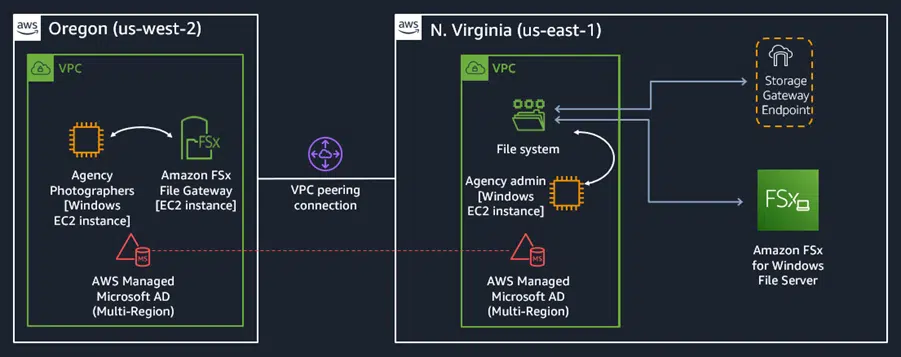 aws
Oregon (us-west-2)
VPC
Agency
Photographers
[Windows
EC2 instance]
FSx
Amazon FSx
File Gateway
[EC2 instance]
MS
AWS Managed
Microsoft AD
(Multi-Region)
VPC peering
connection
aws
N. Virginia (us-east-1)
VPC
File system
Agency admin
[Windows
EC2 instance]
MS
AWS Managed
Microsoft AD
(Multi-Region)
Storage
Gateway
Endpoint
FSx
Amazon FSx
for Windows
File Server